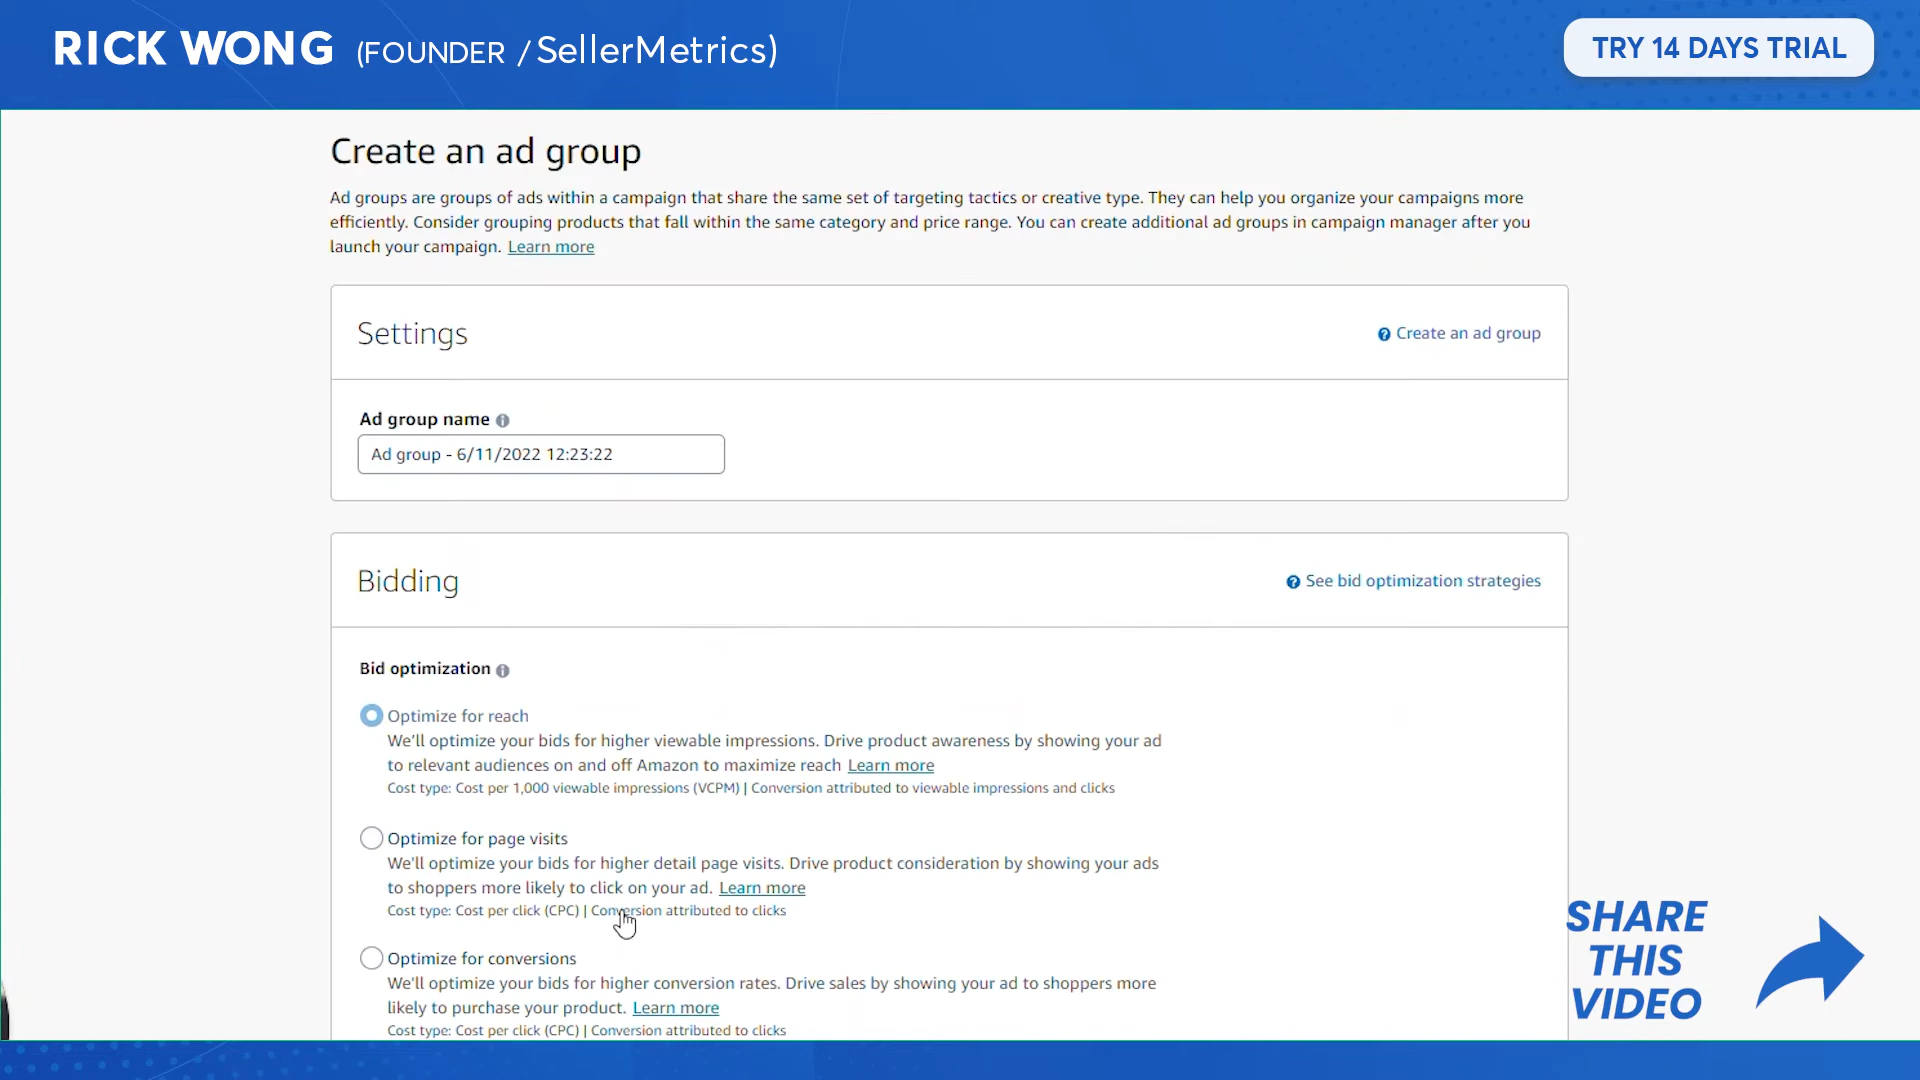 RICK WONG (FOUNDER / SellerMetrics)
TRY 14 DAYS TRIAL
Create an ad group
Ad groups are groups of ads within a campaign that share the same set of targeting tactics or creative type. They can help you organize your campaigns more
efficiently. Consider grouping products that fall within the same category and price range. You can create additional ad groups in campaign manager after you
launch your campaign. Learn more
Settings
Create an ad group
Ad group name
Ad group - 6/11/2022 12:23:22
Bidding
See bid optimization strategies
Bid optimization
Optimize for reach
We'll optimize your bids for higher viewable impressions. Drive product awareness by showing your ad
to relevant audiences on and off Amazon to maximize reach Learn more
Cost type: Cost per 1,000 viewable impressions (VCPM) | Conversion attributed to viewable impressions and clicks
Optimize for page visits
We'll optimize your bids for higher detail page visits. Drive product consideration by showing your ads
to shoppers more likely to click on your ad. Learn more
Cost type: Cost per click (CPC) | Conversion attributed to clicks
Optimize for conversions
We'll optimize your bids for higher conversion rates. Drive sales by showing your ad to shoppers more
likely to purchase your product. Learn more
Cost type: Cost per click (CPC) | Conversion attributed to clicks
SHARE
THIS
VIDEO